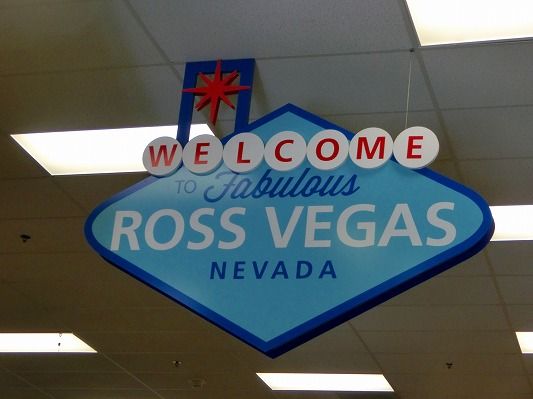 WELCOME
TO Fabulous
ROSS VEGAS
NEVADA